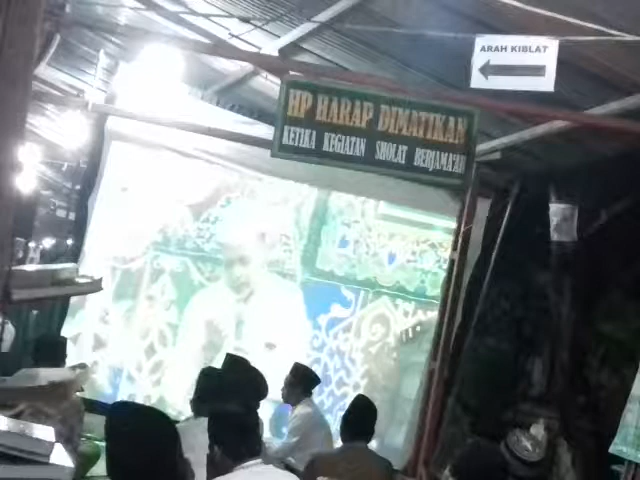 ARAH KIBLAT
HP HARAP DIMATIKAN
KETIKA KEGIATAN SHOLAT BERJAMA'AH